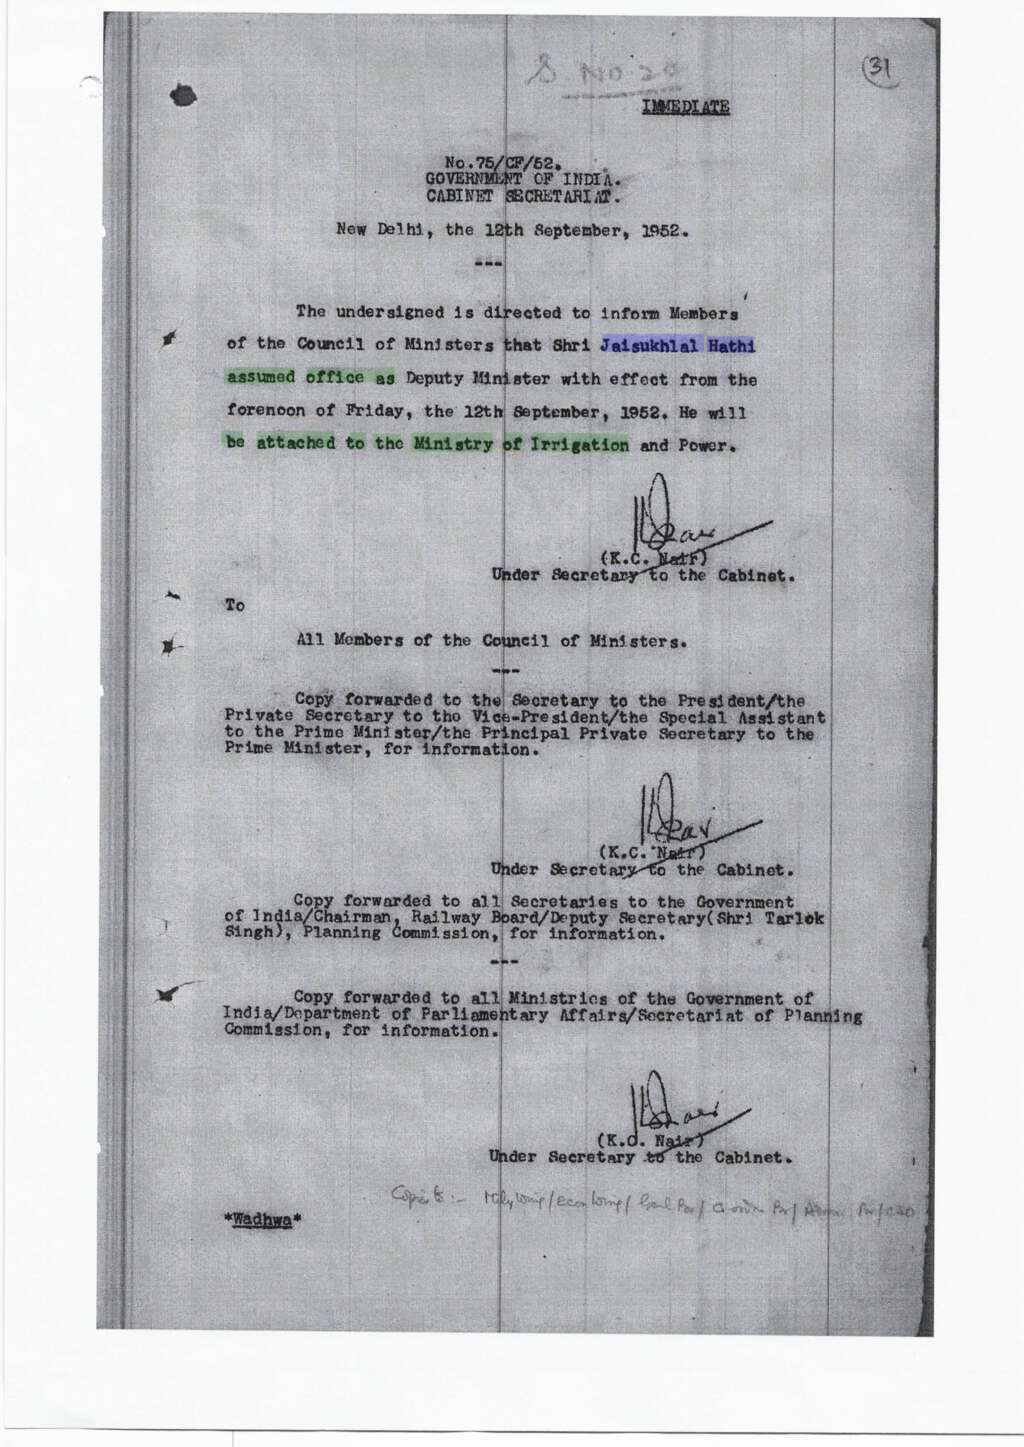 S. No 20
31
IMMEDIATE
No.75/CF/52.
GOVERNMENT OF INDIA.
CABINET SECRETARIAT.
New Delhi, the 12th September, 1952.
---
The undersigned is directed to inform Members
of the Council of Ministers that Shri Jaisukhlal Hathi
assumed office as Deputy Minister with effect from the
forenoon of Friday, the 12th September, 1952. He will
be attached to the Ministry of Irrigation and Power.
(K.C. Nair)
Under Secretary to the Cabinet.
To
All Members of the Council of Ministers.
---
Copy forwarded to the Secretary to the President/the
Private Secretary to the Vice-President/the Special Assistant
to the Prime Minister/the Principal Private Secretary to the
Prime Minister, for information.
(K.C. Nair)
Under Secretary to the Cabinet.
Copy forwarded to all Secretaries to the Government
of India/Chairman, Railway Board/Deputy Secretary(Shri Tarlok
Singh), Planning Commission, for information.
---
Copy forwarded to all Ministries of the Government of
India/Department of Parliamentary Affairs/Secretariat of Planning
Commission, for information.
(K.C. Nair)
Under Secretary to the Cabinet.
Copies to :- Wing/ Wing/
*Wadhwa*